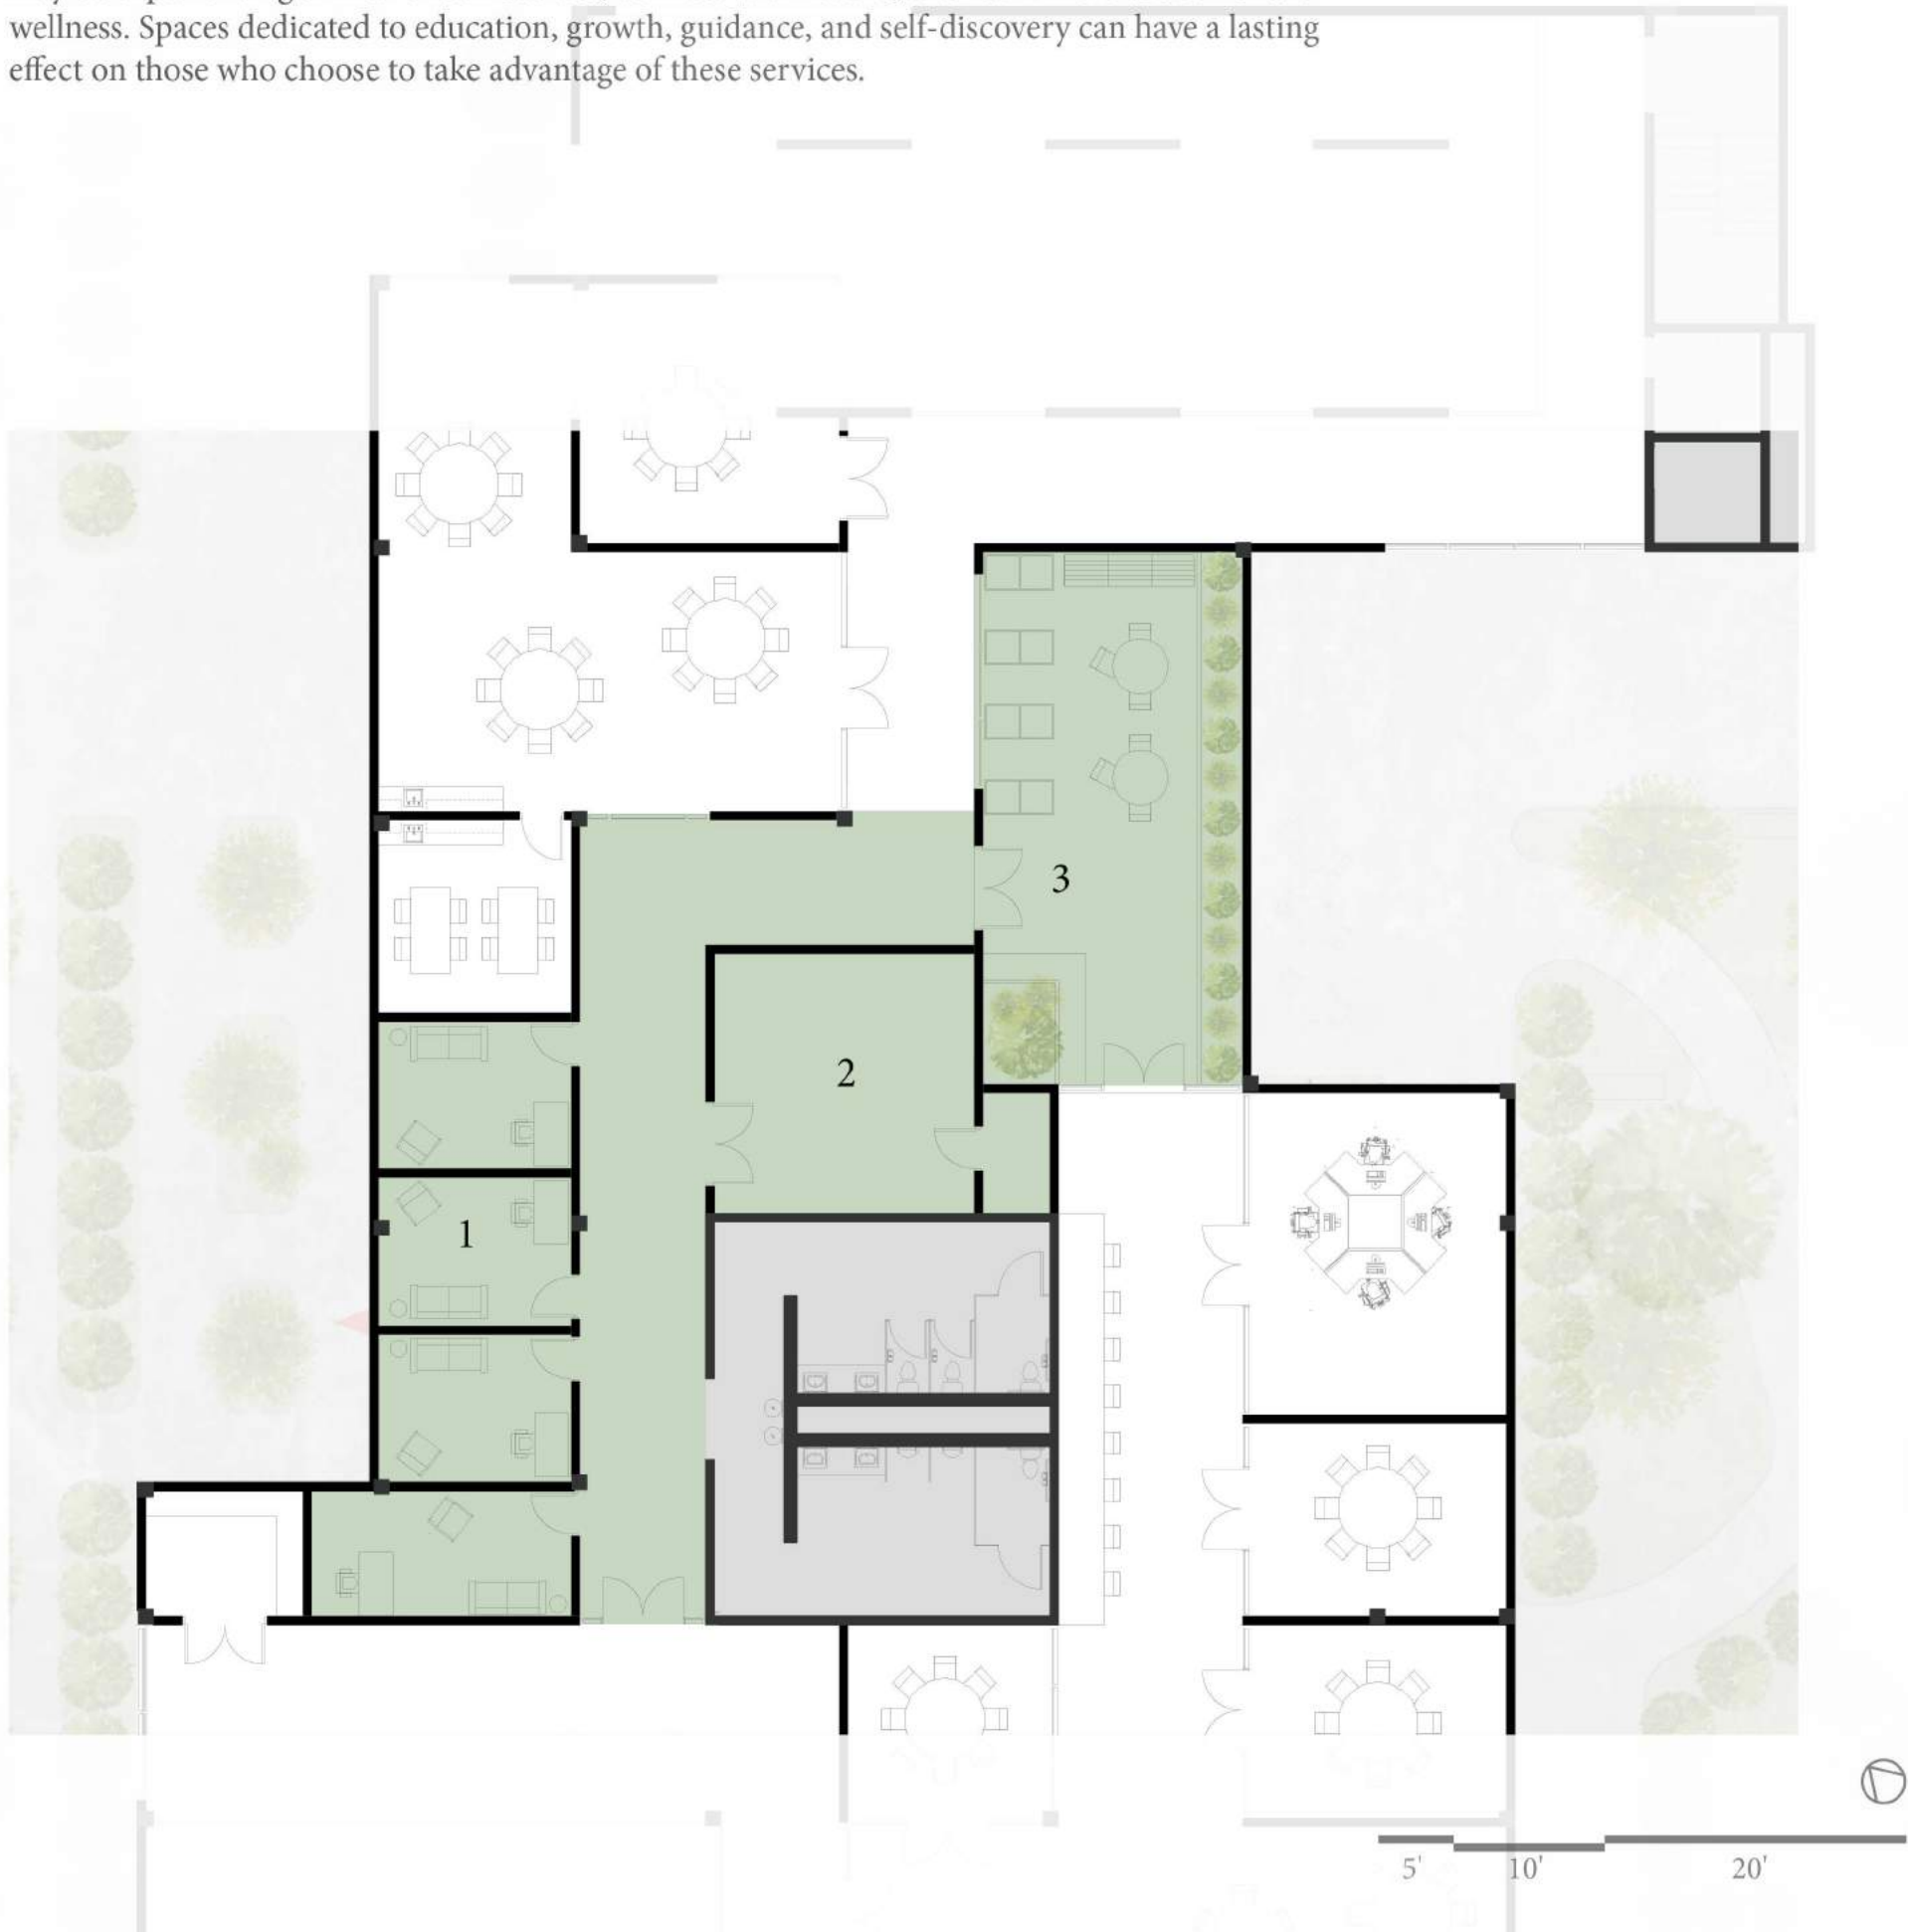 wellness. Spaces dedicated to education, growth, guidance, and self-discovery can have a lasting
effect on those who choose to take advantage of these services.
3
2
1
5' 10' 20'